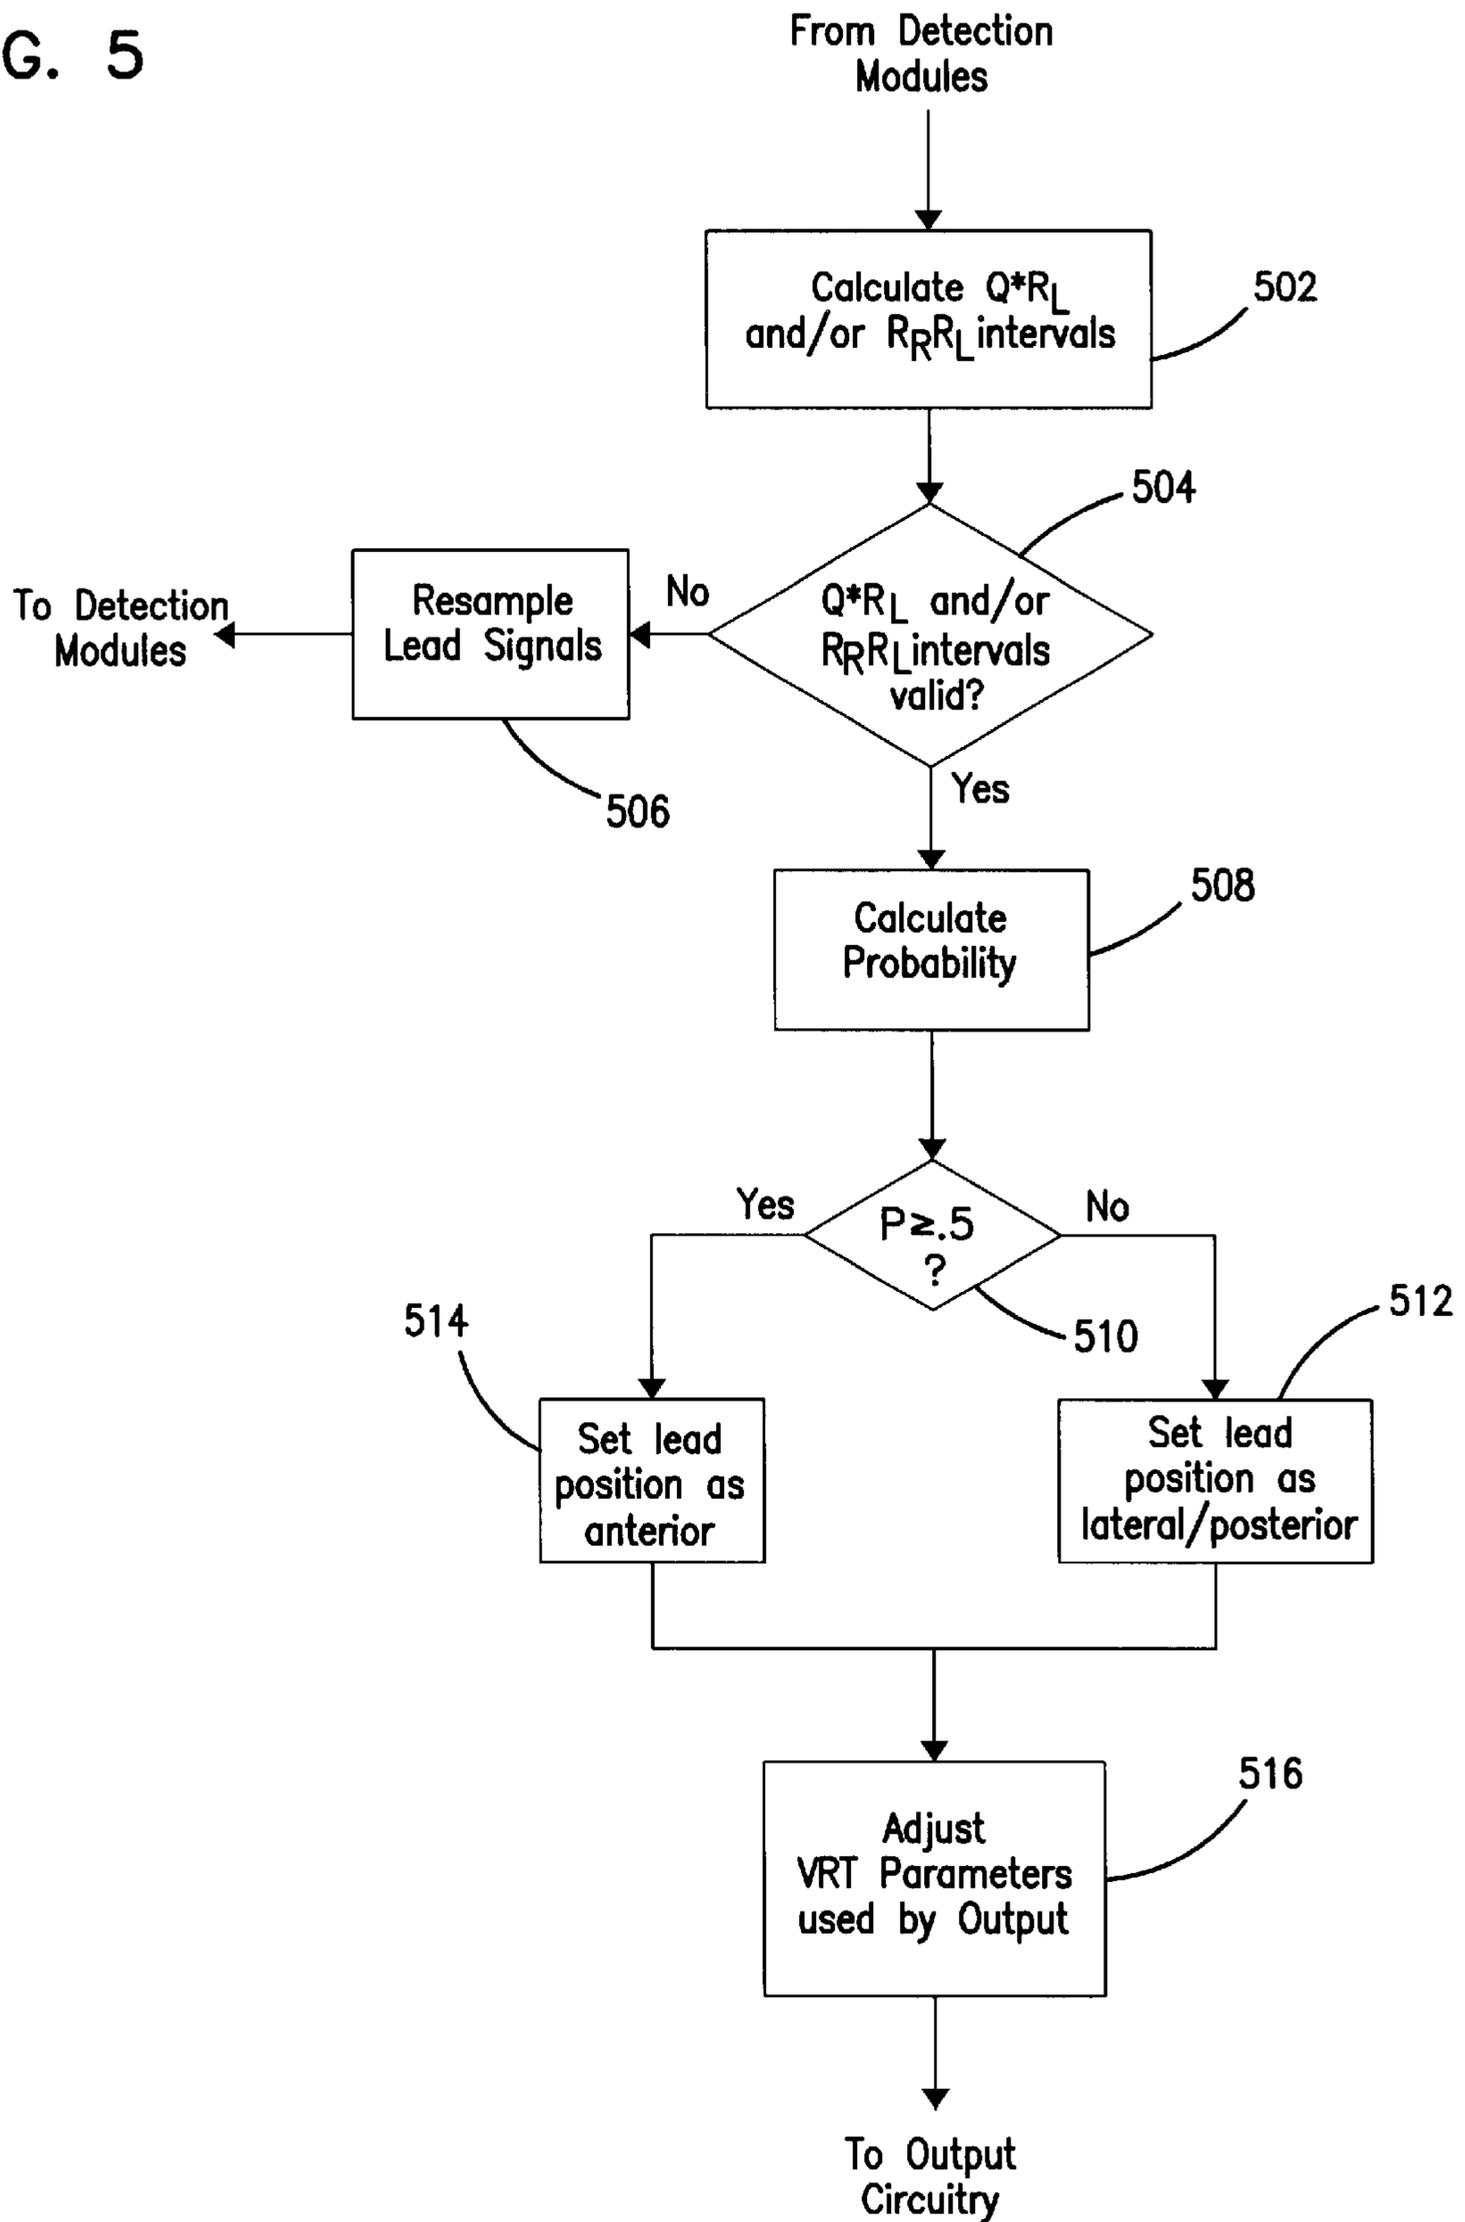 G. 5
From Detection
Modules
Calculate Q*RL
and/or RRRL intervals
502
504
Q*RL and/or
RRRL intervals
valid?
No
Resample
Lead Signals
To Detection
Modules
506
Yes
Calculate
Probability
508
P≥.5
?
Yes
No
510
514
512
Set lead
position as
anterior
Set lead
position as
lateral/posterior
Adjust
VRT Parameters
used by Output
516
To Output
Circuitry